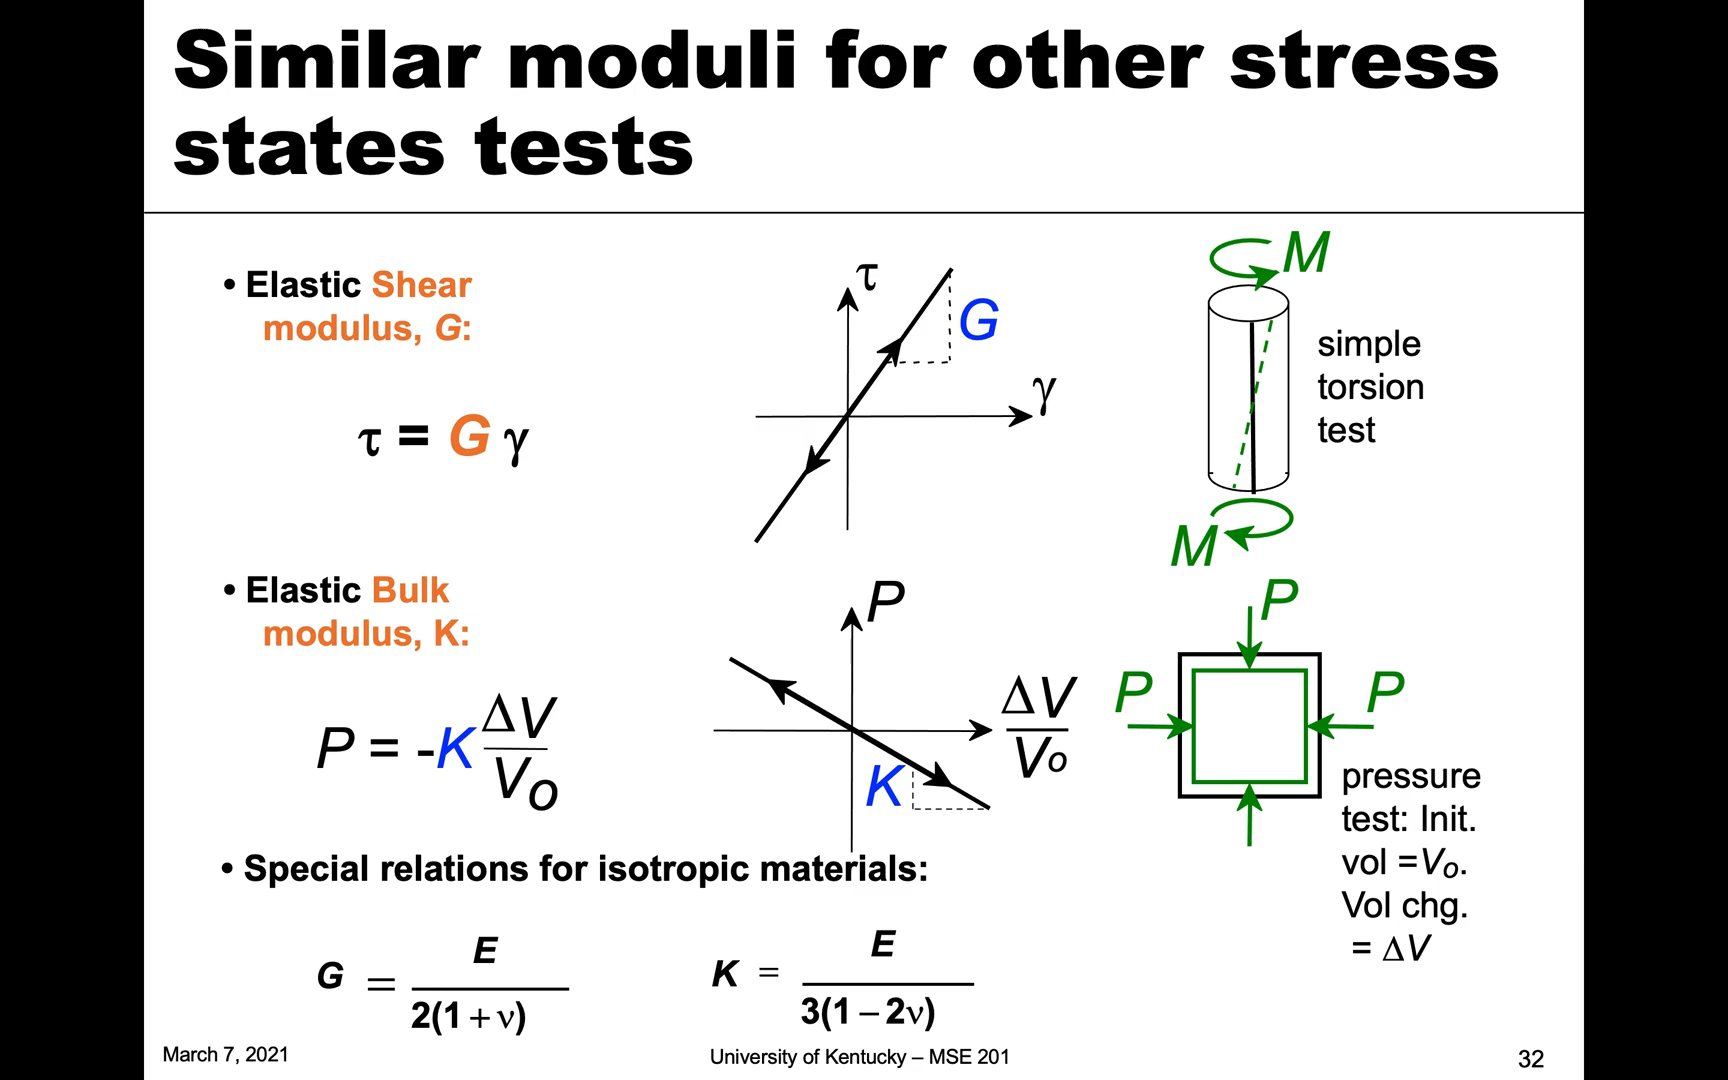 Similar moduli for other stress
states tests
• Elastic Shear
modulus, G:
τ = G γ
τ
G
γ
M
simple
torsion
test
M
• Elastic Bulk
modulus, K:
P = -K ΔV
Vo
P
ΔV
Vo
K
P
P
P
pressure
test: Init.
vol =Vo.
Vol chg.
= ΔV
• Special relations for isotropic materials:
G = E
2(1 + ν)
K = E
3(1 – 2ν)
March 7, 2021
University of Kentucky – MSE 201
32